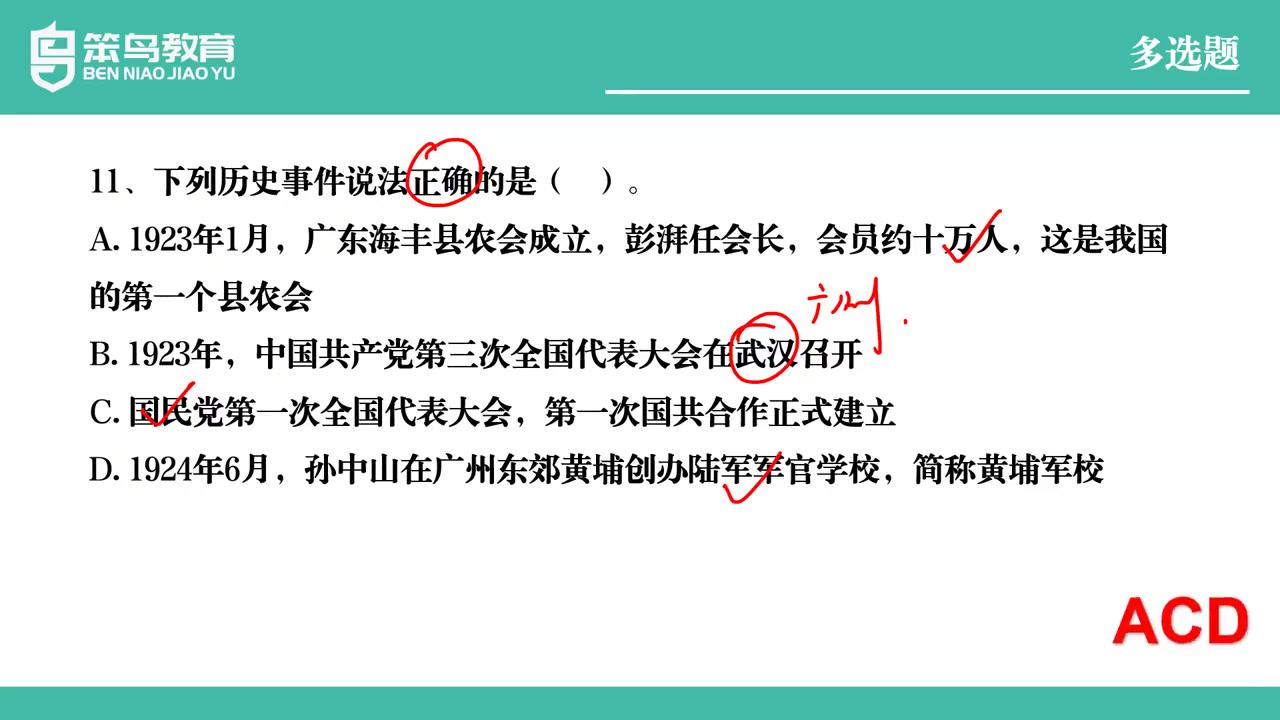 笨鸟教育
BEN NIAO JIAO YU
多选题
11、下列历史事件说法正确的是（ ）。
A. 1923年1月，广东海丰县农会成立，彭湃任会长，会员约十万人，这是我国
的第一个县农会
B. 1923年，中国共产党第三次全国代表大会在武汉召开
C. 国民党第一次全国代表大会，第一次国共合作正式建立
D. 1924年6月，孙中山在广州东郊黄埔创办陆军军官学校，简称黄埔军校
ACD